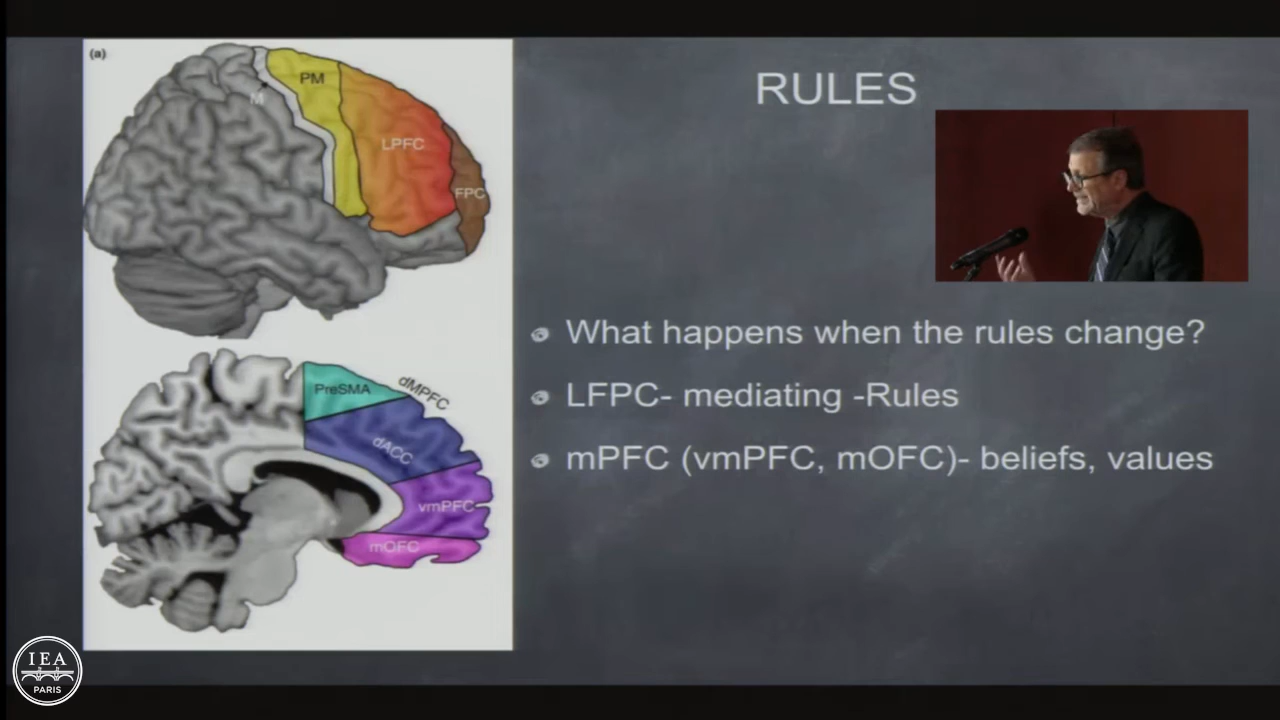 (a)
PM
M
LPFC
FPC
PreSMA
dMPFC
dACC
vmPFC
mOFC
RULES
What happens when the rules change?
LFPC- mediating -Rules
mPFC (vmPFC, mOFC)- beliefs, values
IEA
PARIS